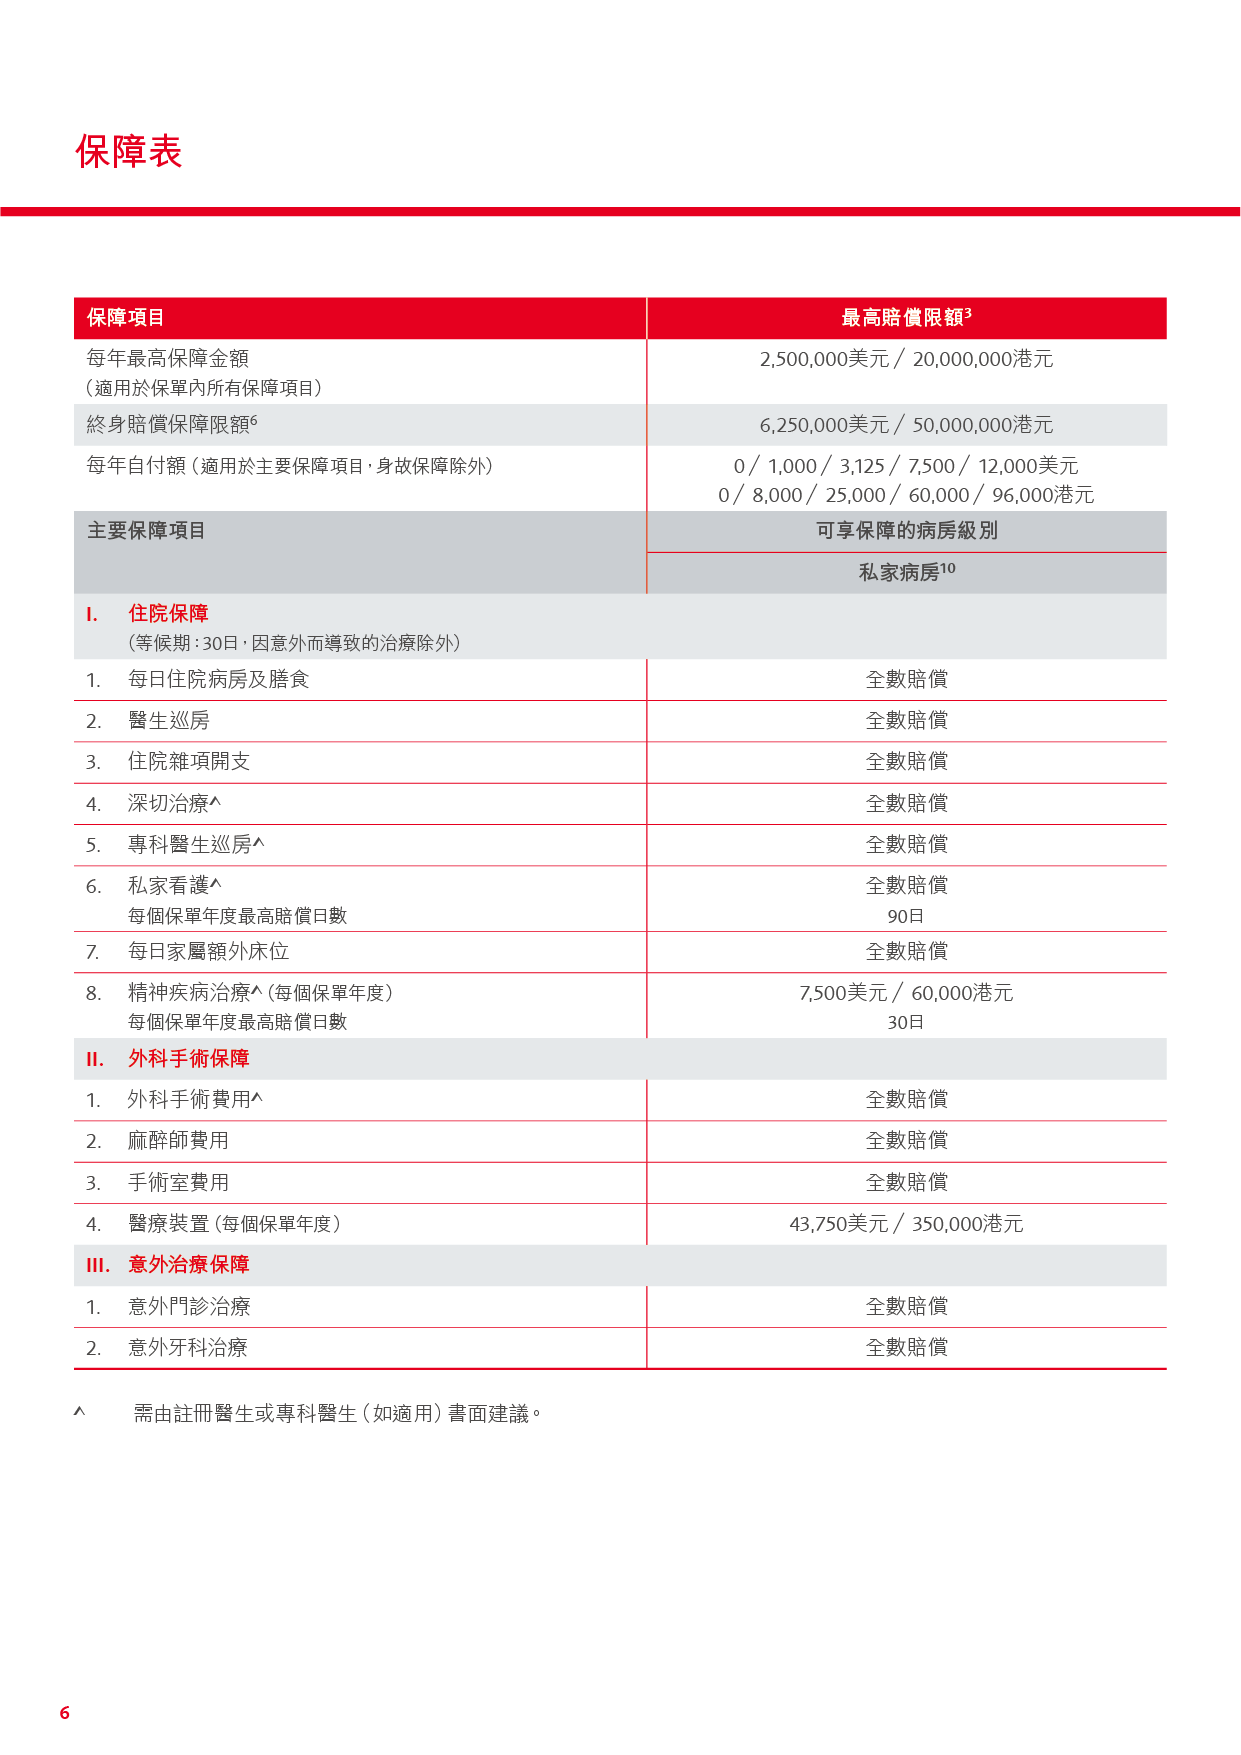 保障表
保障項目 最高賠償限額3
每年最高保障金額 2,500,000美元／20,000,000港元
（適用於保單內所有保障項目）
終身賠償保障限額6 6,250,000美元／50,000,000港元
每年自付額（適用於主要保障項目，身故保障除外） 0／1,000／3,125／7,500／12,000美元
0／8,000／25,000／60,000／96,000港元
主要保障項目 可享保障的病房級別
私家病房10
I. 住院保障
（等候期：30日，因意外而導致的治療除外）
1. 每日住院病房及膳食 全數賠償
2. 醫生巡房 全數賠償
3. 住院雜項開支 全數賠償
4. 深切治療^ 全數賠償
5. 專科醫生巡房^ 全數賠償
6. 私家看護^ 全數賠償
每個保單年度最高賠償日數 90日
7. 每日家屬額外床位 全數賠償
8. 精神疾病治療^（每個保單年度） 7,500美元／60,000港元
每個保單年度最高賠償日數 30日
II. 外科手術保障
1. 外科手術費用^ 全數賠償
2. 麻醉師費用 全數賠償
3. 手術室費用 全數賠償
4. 醫療裝置（每個保單年度） 43,750美元／350,000港元
III. 意外治療保障
1. 意外門診治療 全數賠償
2. 意外牙科治療 全數賠償
^ 需由註冊醫生或專科醫生（如適用）書面建議。
6